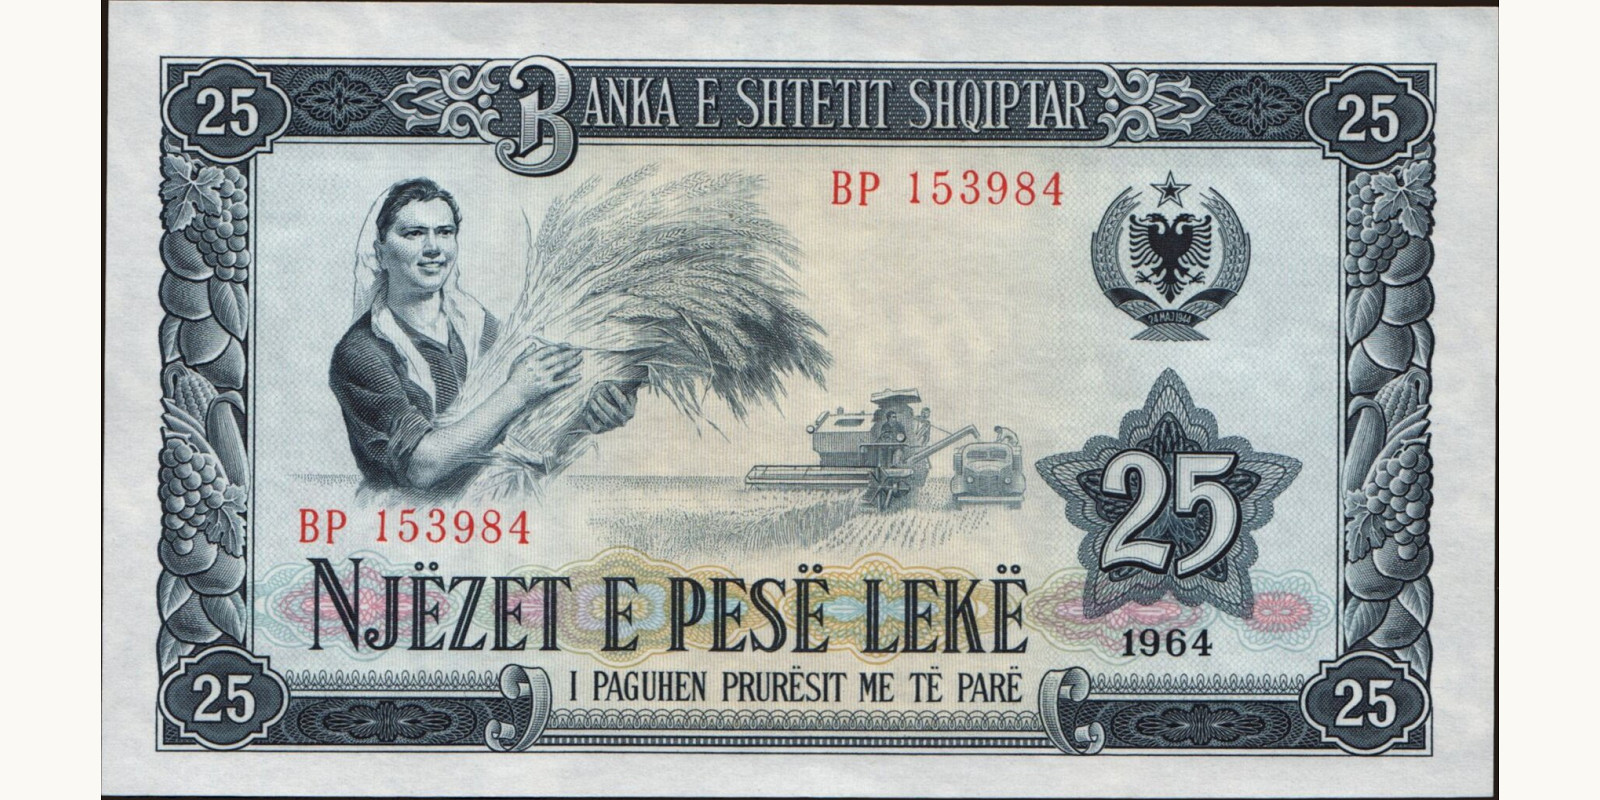 25
BANKA E SHTETIT SHQIPTAR
25
BP 153984
24 MAJ 1944
25
BP 153984
NJËZET E PESË LEKË
1964
I PAGUHEN PRURËSIT ME TË PARË
25
25